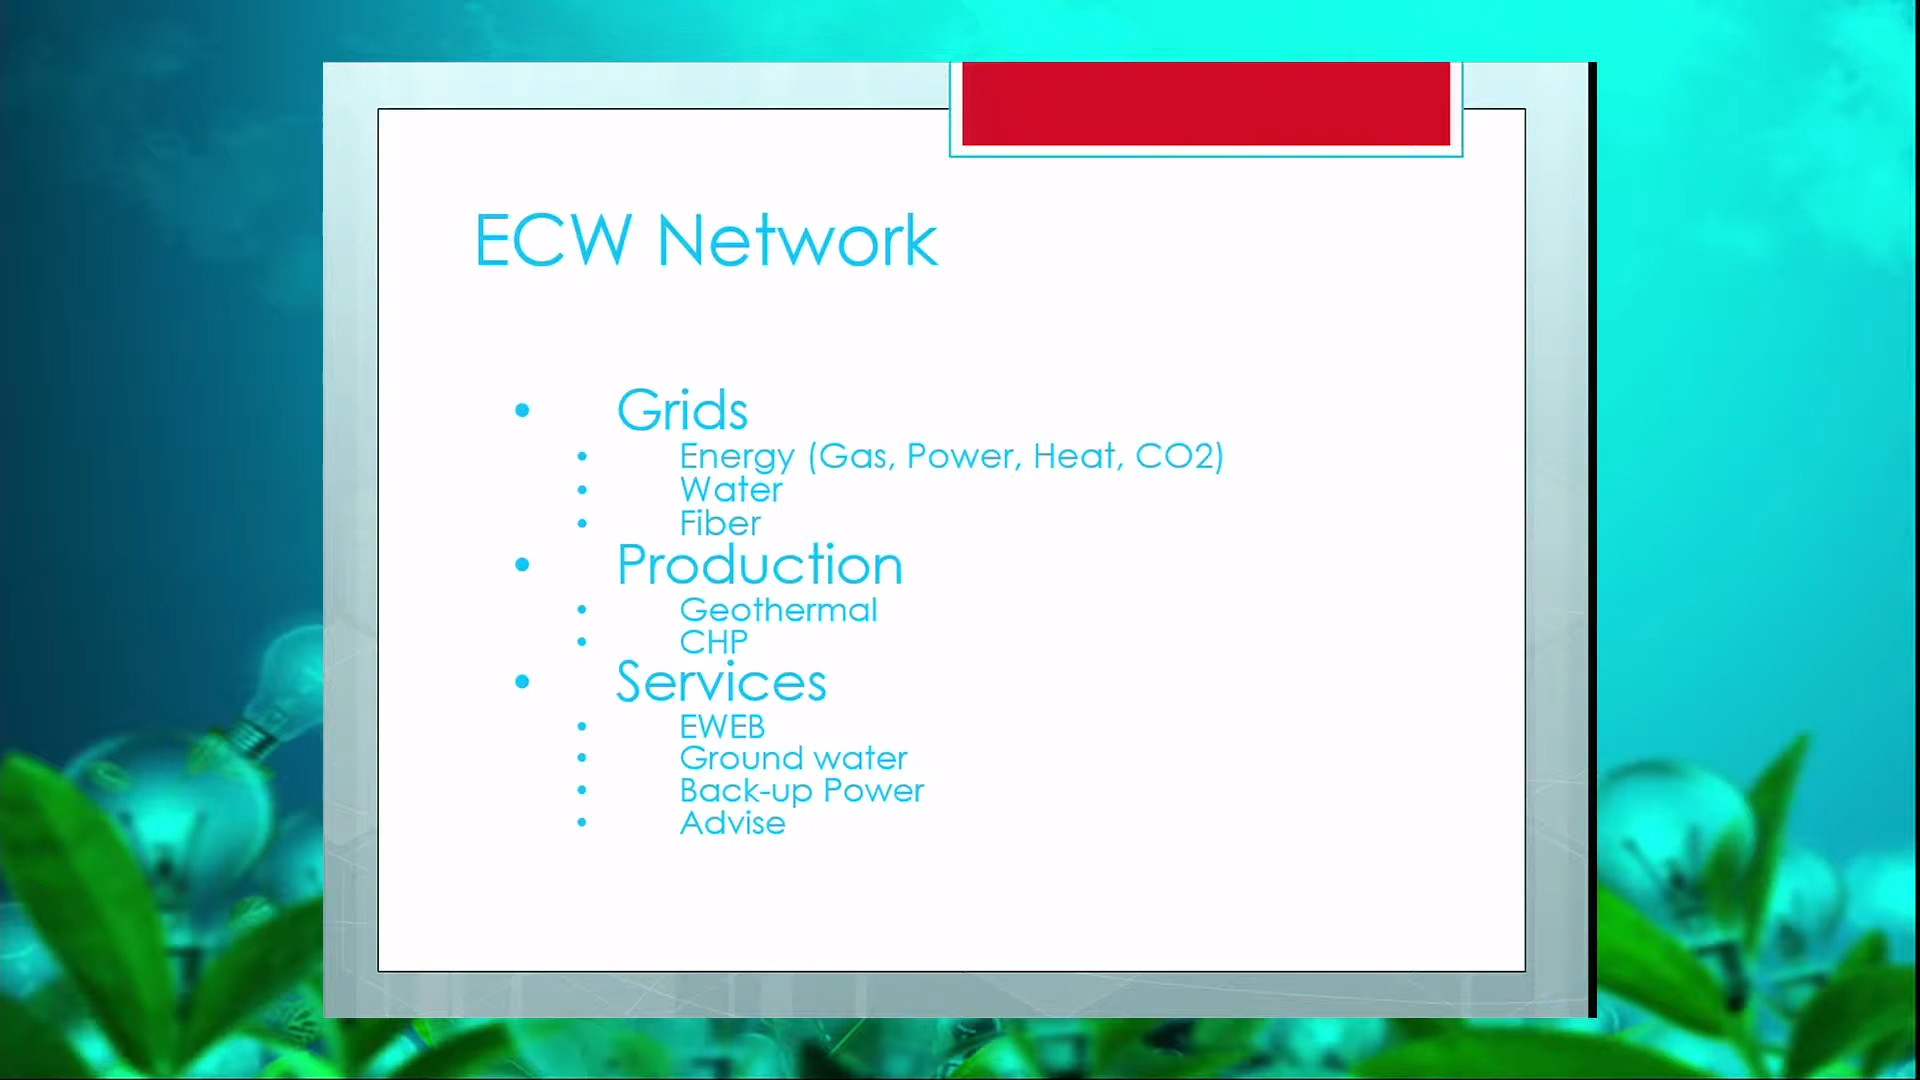 ECW Network
• Grids
• Energy (Gas, Power, Heat, CO2)
• Water
• Fiber
• Production
• Geothermal
• CHP
• Services
• EWEB
• Ground water
• Back-up Power
• Advise